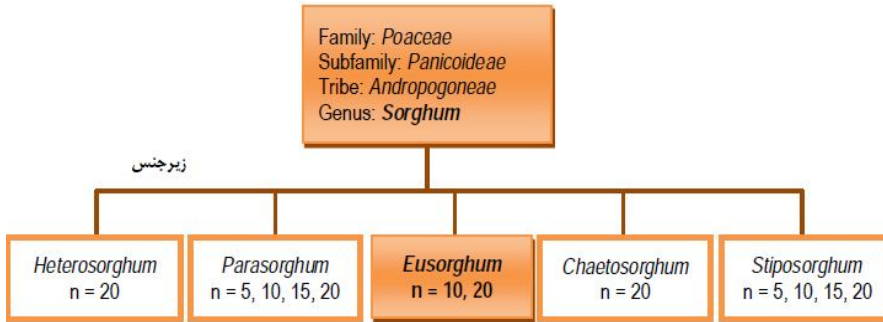 Family: Poaceae
Subfamily: Panicoideae
Tribe: Andropogoneae
Genus: Sorghum
زیرجنس
Heterosorghum
n = 20
Parasorghum
n = 5, 10, 15, 20
Eusorghum
n = 10, 20
Chaetosorghum
n = 20
Stiposorghum
n = 5, 10, 15, 20